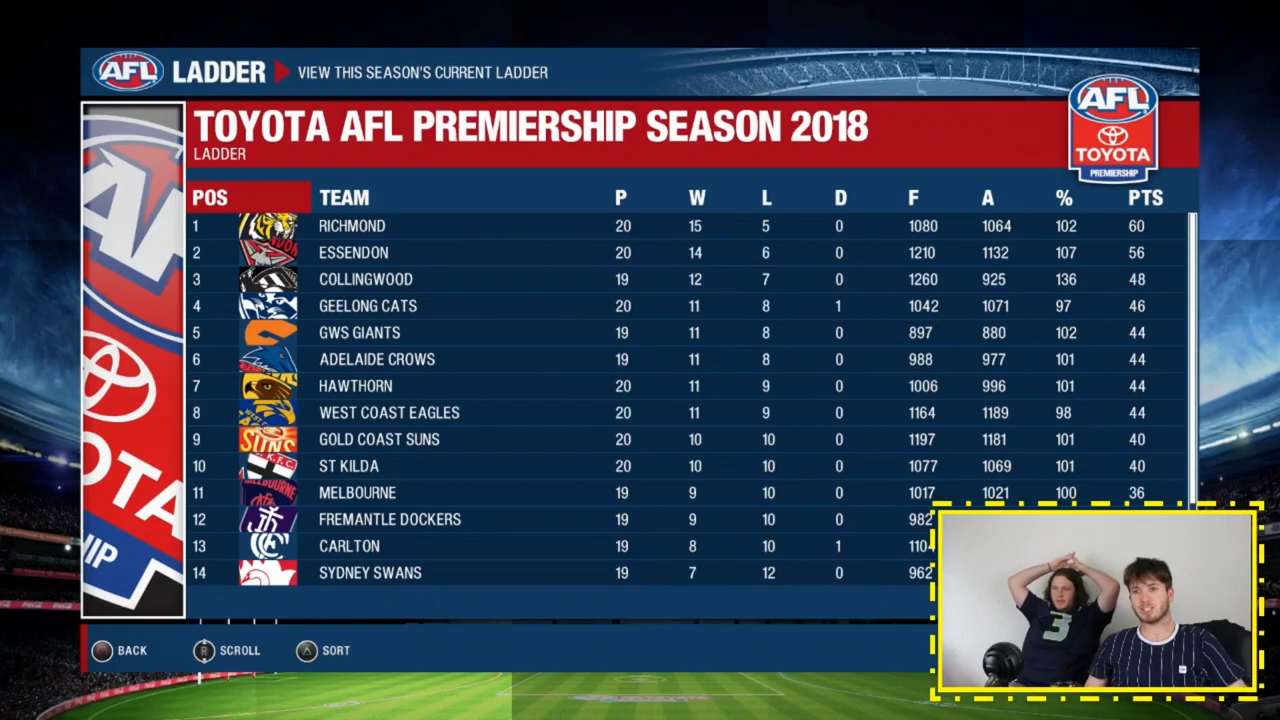 AFL LADDER VIEW THIS SEASON'S CURRENT LADDER
TOYOTA AFL PREMIERSHIP SEASON 2018
LADDER
AFL
TOYOTA
PREMIERSHIP
POS TEAM P W L D F A % PTS
1 RICHMOND 20 15 5 0 1080 1064 102 60
2 ESSENDON 20 14 6 0 1210 1132 107 56
3 COLLINGWOOD 19 12 7 0 1260 925 136 48
4 GEELONG CATS 20 11 8 1 1042 1071 97 46
5 GWS GIANTS 19 11 8 0 897 880 102 44
6 ADELAIDE CROWS 19 11 8 0 988 977 101 44
7 HAWTHORN 20 11 9 0 1006 996 101 44
8 WEST COAST EAGLES 20 11 9 0 1164 1189 98 44
9 SUNS GOLD COAST SUNS 20 10 10 0 1197 1181 101 40
10 ST KILDA 20 10 10 0 1077 1069 101 40
11 MELBOURNE MELBOURNE 19 9 10 0 1017 1021 100 36
12 FREMANTLE DOCKERS 19 9 10 0 982
13 CARLTON 19 8 10 1 1104
14 SYDNEY SWANS 19 7 12 0 962
3
BACK R SCROLL SORT